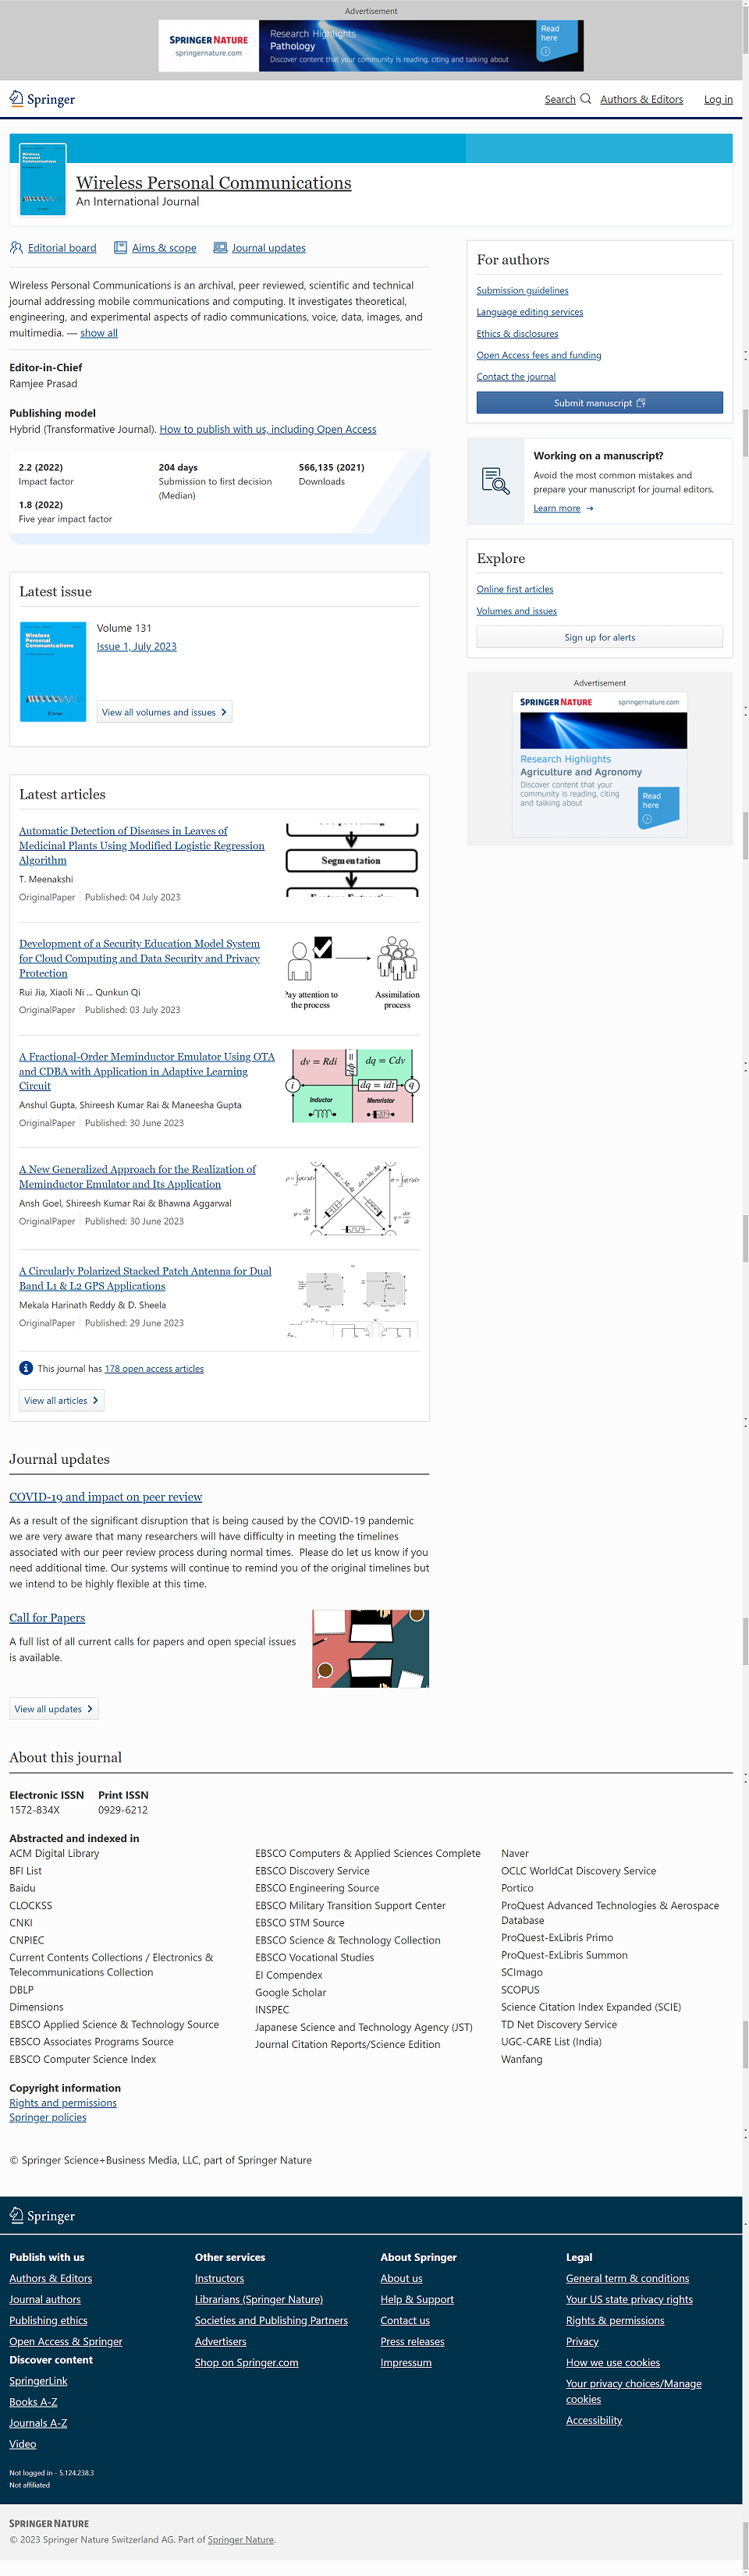 Advertisement
SPRINGER NATURE
springernature.com
Research Highlights
Pathology
Discover content that your community is reading, citing and talking about
Read
here
Springer
Search
Authors & Editors
Log in
Wireless
Personal
Communications
Wireless Personal Communications
An International Journal
Editorial board
Aims & scope
Journal updates
Wireless Personal Communications is an archival, peer reviewed, scientific and technical
journal addressing mobile communications and computing. It investigates theoretical,
engineering, and experimental aspects of radio communications, voice, data, images, and
multimedia. — show all
Editor-in-Chief
Ramjee Prasad
Publishing model
Hybrid (Transformative Journal). How to publish with us, including Open Access
2.2 (2022)
Impact factor
204 days
Submission to first decision
(Median)
566,135 (2021)
Downloads
1.8 (2022)
Five year impact factor
For authors
Submission guidelines
Language editing services
Ethics & disclosures
Open Access fees and funding
Contact the journal
Submit manuscript
Working on a manuscript?
Avoid the most common mistakes and
prepare your manuscript for journal editors.
Learn more →
Explore
Online first articles
Volumes and issues
Sign up for alerts
Advertisement
SPRINGER NATURE
springernature.com
Research Highlights
Agriculture and Agronomy
Discover content that your
community is reading, citing
and talking about
Read
here
Latest issue
Wireless
Personal
Communications
Springer
Volume 131
Issue 1, July 2023
View all volumes and issues
Latest articles
Automatic Detection of Diseases in Leaves of
Medicinal Plants Using Modified Logistic Regression
Algorithm
T. Meenakshi
OriginalPaper
Published: 04 July 2023
Segmentation
Development of a Security Education Model System
for Cloud Computing and Data Security and Privacy
Protection
Rui Jia, Xiaoli Ni ... Qunkun Qi
OriginalPaper
Published: 03 July 2023
Pay attention to
the process
Assimilation
process
A Fractional-Order Meminductor Emulator Using OTA
and CDBA with Application in Adaptive Learning
Circuit
Anshul Gupta, Shireesh Kumar Rai & Maneesha Gupta
OriginalPaper
Published: 30 June 2023
dv = Rdi
dq = Cdv
i
dq = idt
q
Inductor
Memristor
A New Generalized Approach for the Realization of
Meminductor Emulator and Its Application
Ansh Goel, Shireesh Kumar Rai & Bhawna Aggarwal
OriginalPaper
Published: 30 June 2023
A Circularly Polarized Stacked Patch Antenna for Dual
Band L1 & L2 GPS Applications
Mekala Harinath Reddy & D. Sheela
OriginalPaper
Published: 29 June 2023
This journal has 178 open access articles
View all articles
Journal updates
COVID-19 and impact on peer review
As a result of the significant disruption that is being caused by the COVID-19 pandemic
we are very aware that many researchers will have difficulty in meeting the timelines
associated with our peer review process during normal times. Please do let us know if you
need additional time. Our systems will continue to remind you of the original timelines but
we intend to be highly flexible at this time.
Call for Papers
A full list of all current calls for papers and open special issues
is available.
View all updates
About this journal
Electronic ISSN
1572-834X
Print ISSN
0929-6212
Abstracted and indexed in
ACM Digital Library
BFI List
Baidu
CLOCKSS
CNKI
CNPIEC
Current Contents Collections / Electronics &
Telecommunications Collection
DBLP
Dimensions
EBSCO Applied Science & Technology Source
EBSCO Associates Programs Source
EBSCO Computer Science Index
EBSCO Computers & Applied Sciences Complete
EBSCO Discovery Service
EBSCO Engineering Source
EBSCO Military Transition Support Center
EBSCO STM Source
EBSCO Science & Technology Collection
EBSCO Vocational Studies
EI Compendex
Google Scholar
INSPEC
Japanese Science and Technology Agency (JST)
Journal Citation Reports/Science Edition
Naver
OCLC WorldCat Discovery Service
Portico
ProQuest Advanced Technologies & Aerospace
Database
ProQuest-ExLibris Primo
ProQuest-ExLibris Summon
SCImago
SCOPUS
Science Citation Index Expanded (SCIE)
TD Net Discovery Service
UGC-CARE List (India)
Wanfang
Copyright information
Rights and permissions
Springer policies
© Springer Science+Business Media, LLC, part of Springer Nature
Springer
Publish with us
Authors & Editors
Journal authors
Publishing ethics
Open Access & Springer
Discover content
SpringerLink
Books A-Z
Journals A-Z
Video
Other services
Instructors
Librarians (Springer Nature)
Societies and Publishing Partners
Advertisers
Shop on Springer.com
About Springer
About us
Help & Support
Contact us
Press releases
Impressum
Legal
General term & conditions
Your US state privacy rights
Rights & permissions
Privacy
How we use cookies
Your privacy choices/Manage
cookies
Accessibility
Not logged in - 5.124.238.3
Not affiliated
SPRINGER NATURE
© 2023 Springer Nature Switzerland AG. Part of Springer Nature.